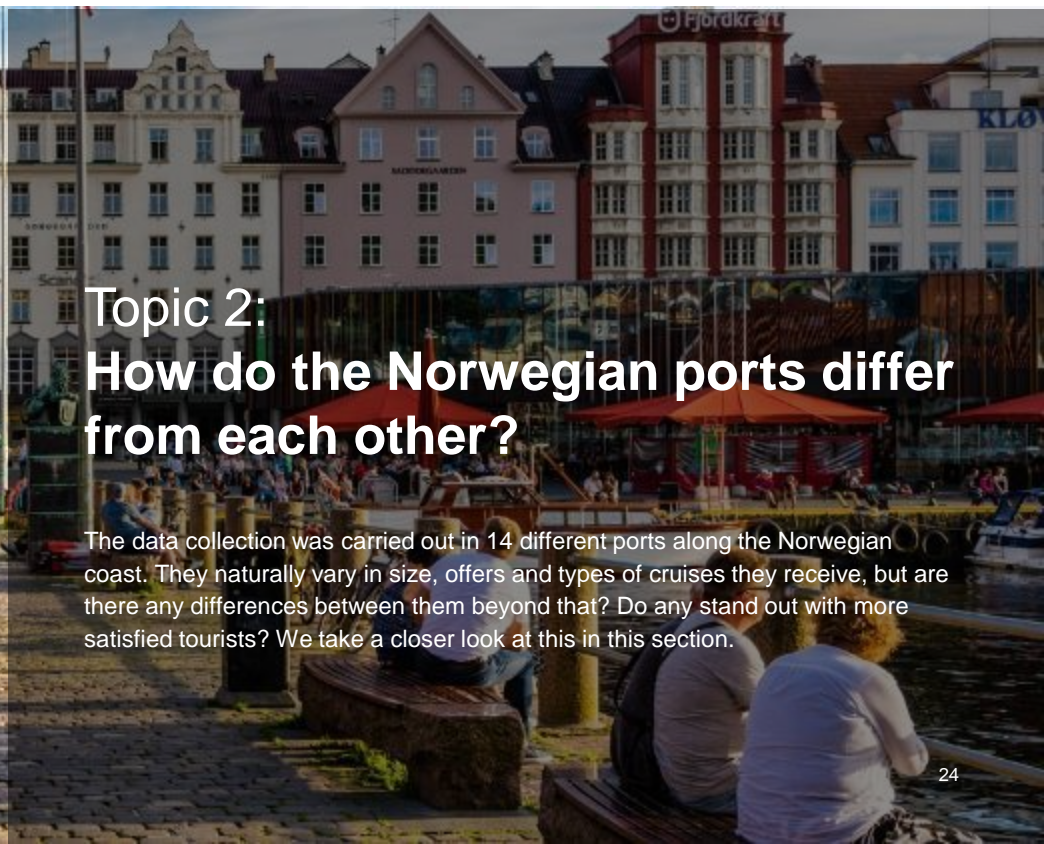 Fjordkraft
KLØ
Topic 2:
How do the Norwegian ports differ
from each other?
The data collection was carried out in 14 different ports along the Norwegian
coast. They naturally vary in size, offers and types of cruises they receive, but are
there any differences between them beyond that? Do any stand out with more
satisfied tourists? We take a closer look at this in this section.
24